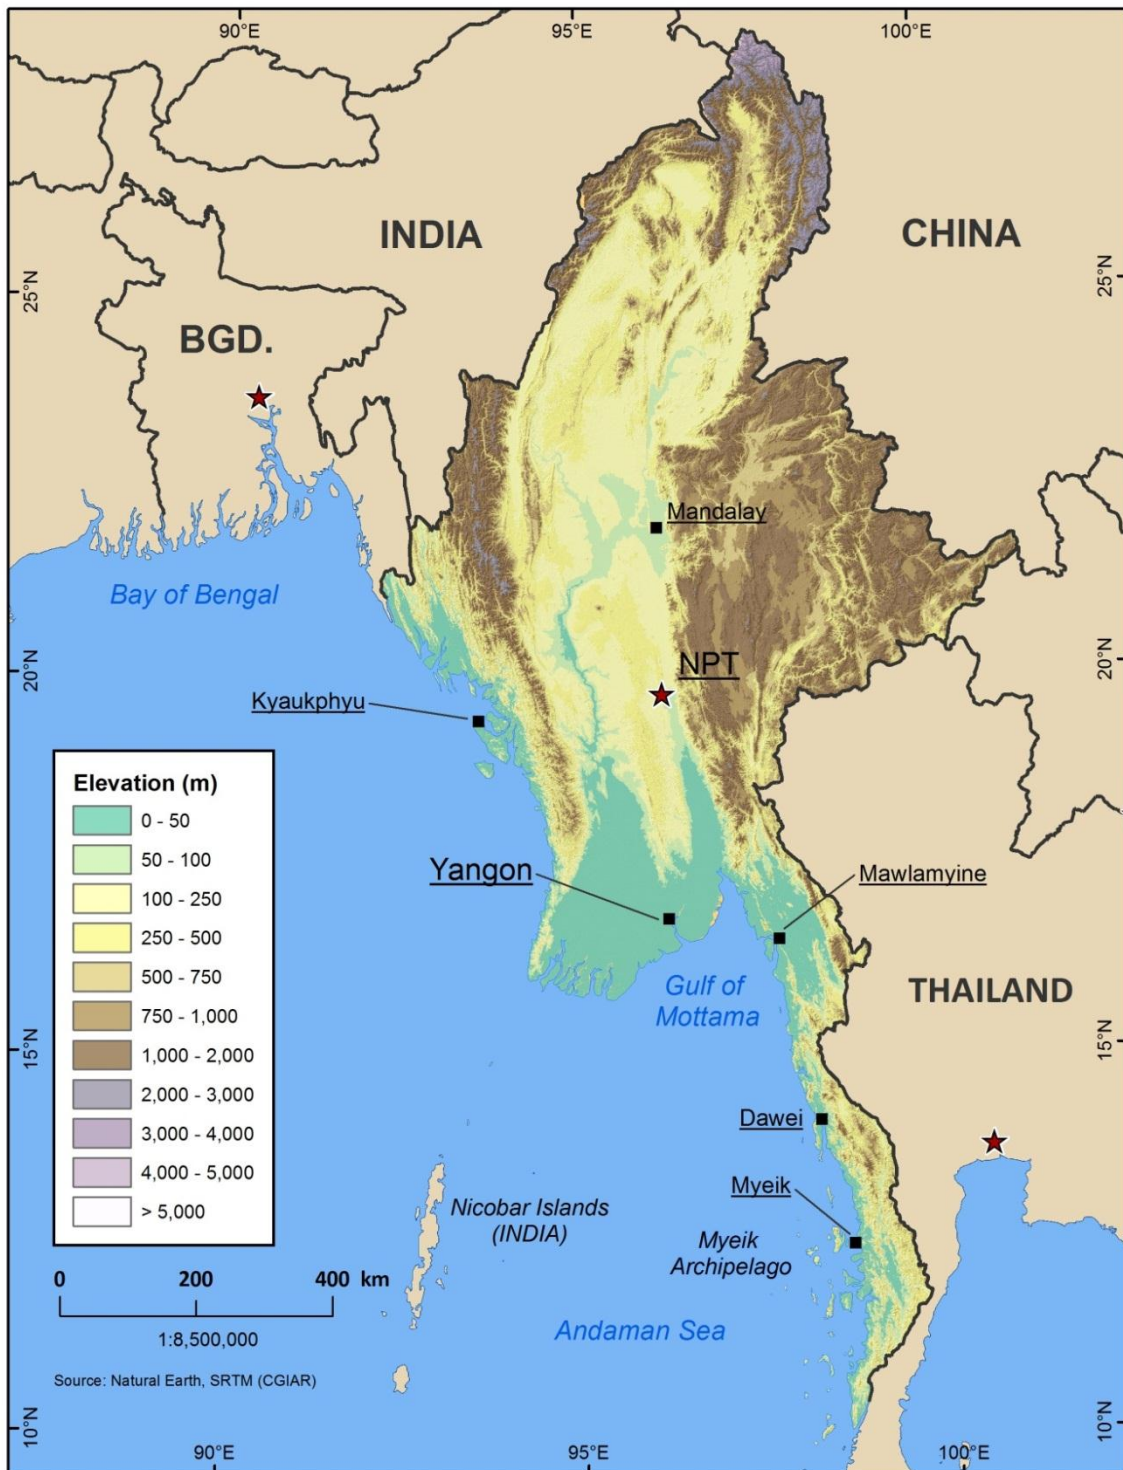 90°E
95°E
100°E
INDIA
CHINA
25°N
25°N
BGD.
Mandalay
Bay of Bengal
20°N
NPT
20°N
Kyaukphyu
Elevation (m)
0 - 50
50 - 100
100 - 250
250 - 500
500 - 750
750 - 1,000
1,000 - 2,000
2,000 - 3,000
3,000 - 4,000
4,000 - 5,000
> 5,000
Yangon
Mawlamyine
Gulf of
Mottama
THAILAND
15°N
15°N
Dawei
Myeik
Nicobar Islands
(INDIA)
Myeik
Archipelago
0 200 400 km
1:8,500,000
Andaman Sea
Source: Natural Earth, SRTM (CGIAR)
10°N
10°N
90°E
95°E
100°E